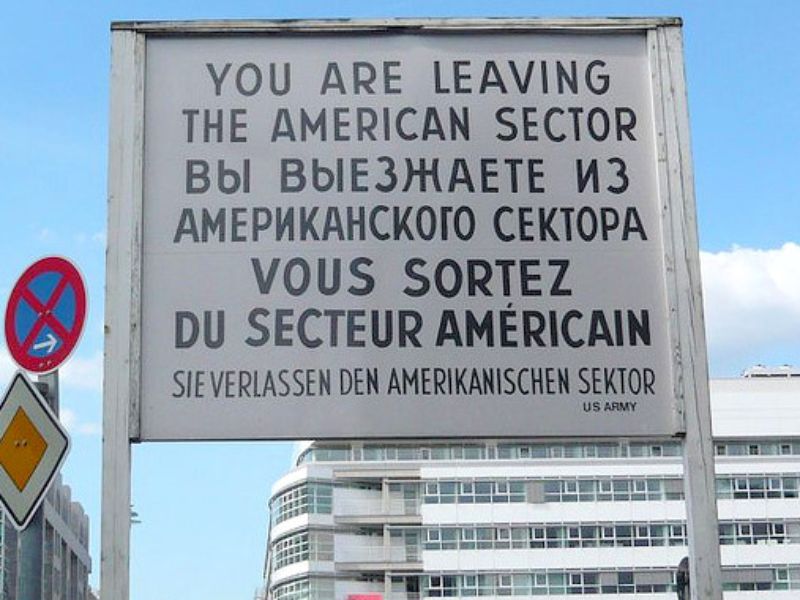 YOU ARE LEAVING
THE AMERICAN SECTOR
ВЫ ВЫЕЗЖАЕТЕ ИЗ
АМЕРИКАНСКОГО СЕКТОРА
VOUS SORTEZ
DU SECTEUR AMÉRICAIN
SIE VERLASSEN DEN AMERIKANISCHEN SEKTOR
US ARMY